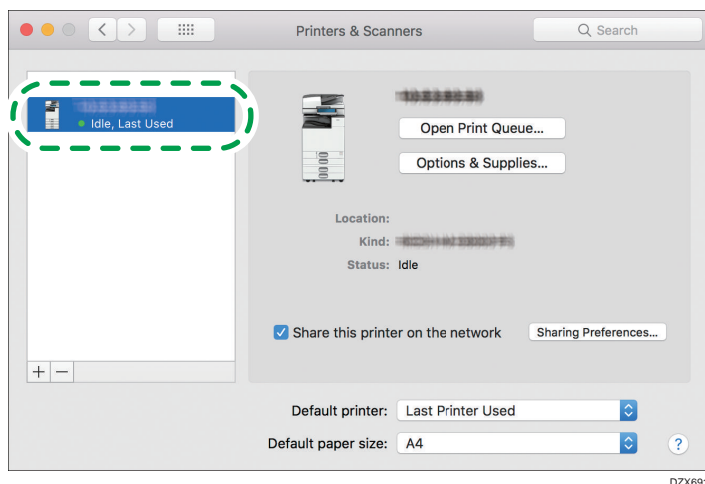 Printers & Scanners
Search
Idle, Last Used
Open Print Queue...
Options & Supplies...
Location:
Kind:
Status: Idle
Share this printer on the network
Sharing Preferences...
+ −
Default printer: Last Printer Used
Default paper size: A4
?